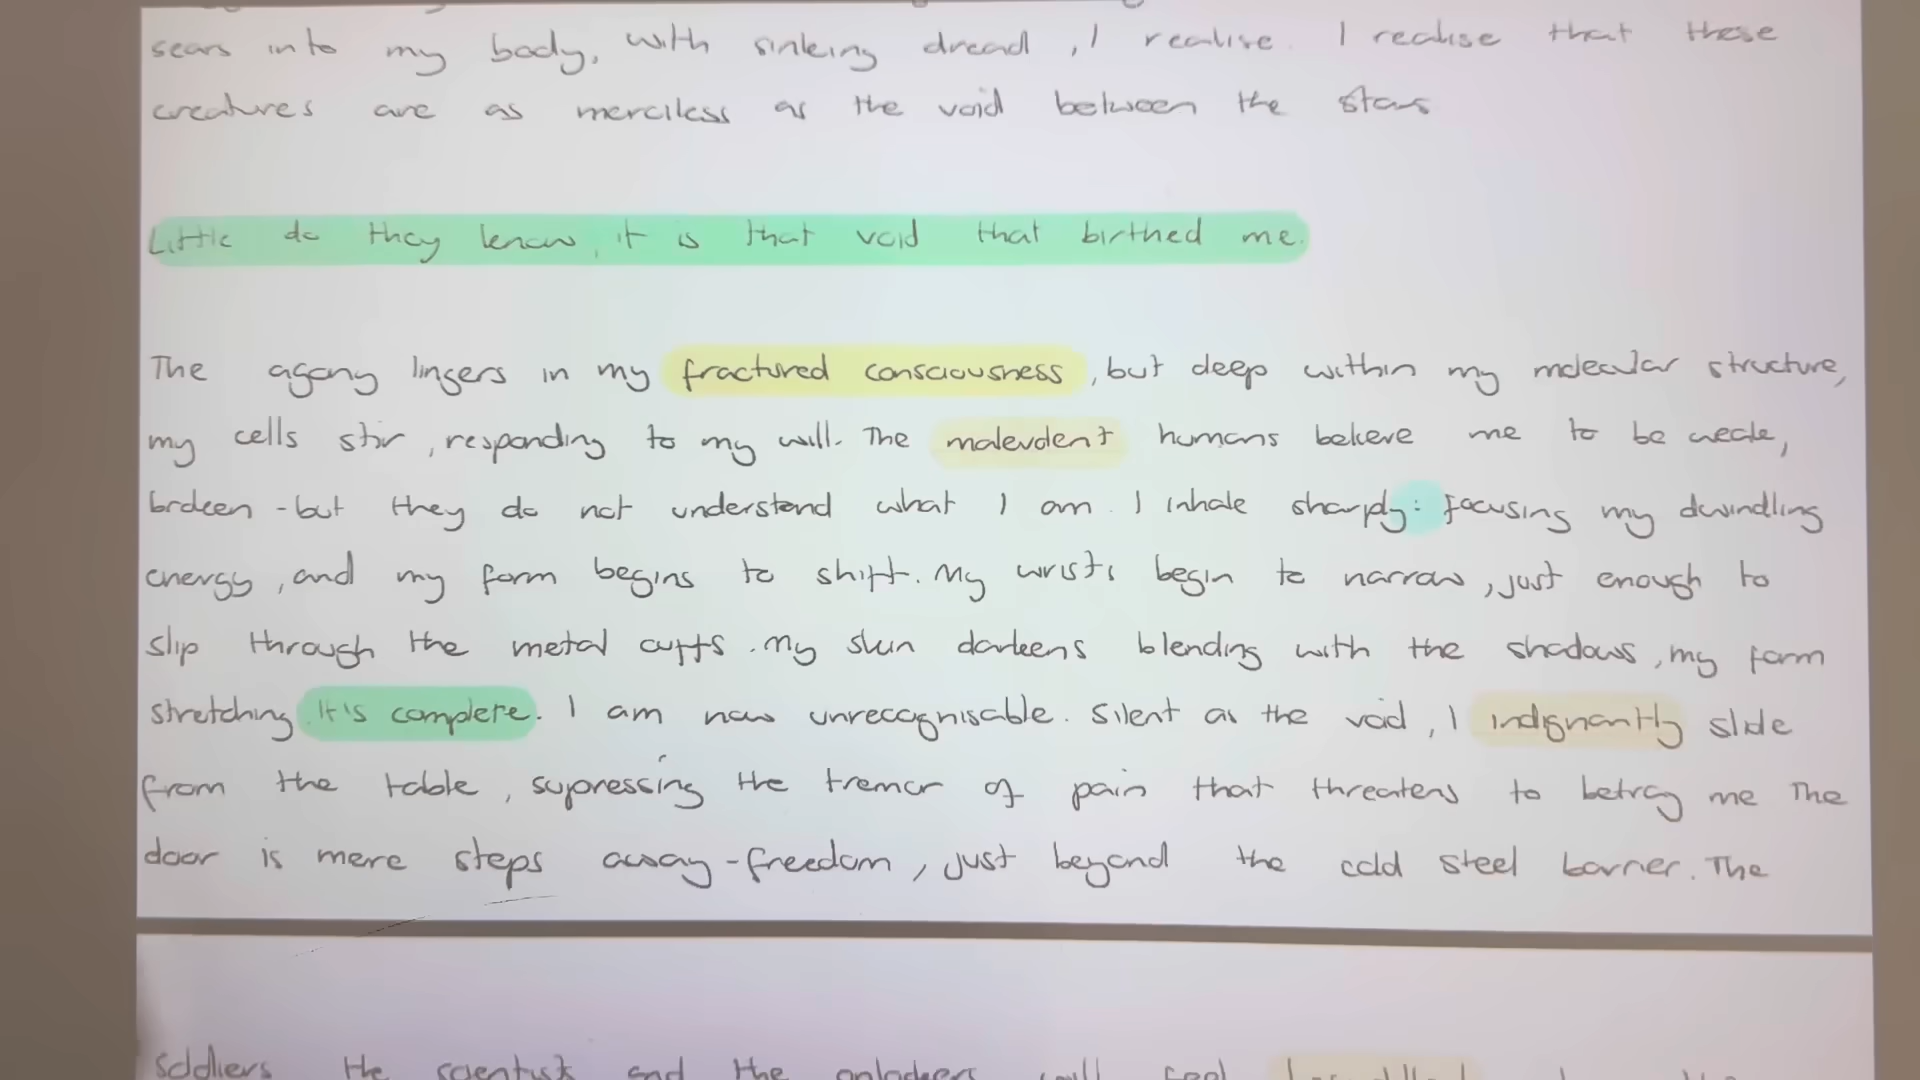 sears into my body, with sinking dread, I realise. I realise that these
creatures are as merciless as the void between the stars
Little do they know, it is that void that birthed me.
The agony lingers in my fractured consciousness, but deep within my molecular structure,
my cells stir, responding to my will. The malevolent humans believe me to be weak,
broken - but they do not understand what I am. I inhale sharply: focusing my dwindling
energy, and my form begins to shift. My wrists begin to narrow, just enough to
slip through the metal cuffs. My skin darkens blending with the shadows, my form
stretching. It's complete. I am now unrecognisable. Silent as the void, I indignantly slide
from the table, supressing the tremor of pain that threatens to betray me The
door is mere steps away - freedom, just beyond the cold steel barrier. The
soldiers the scientists and the onlookers will feel